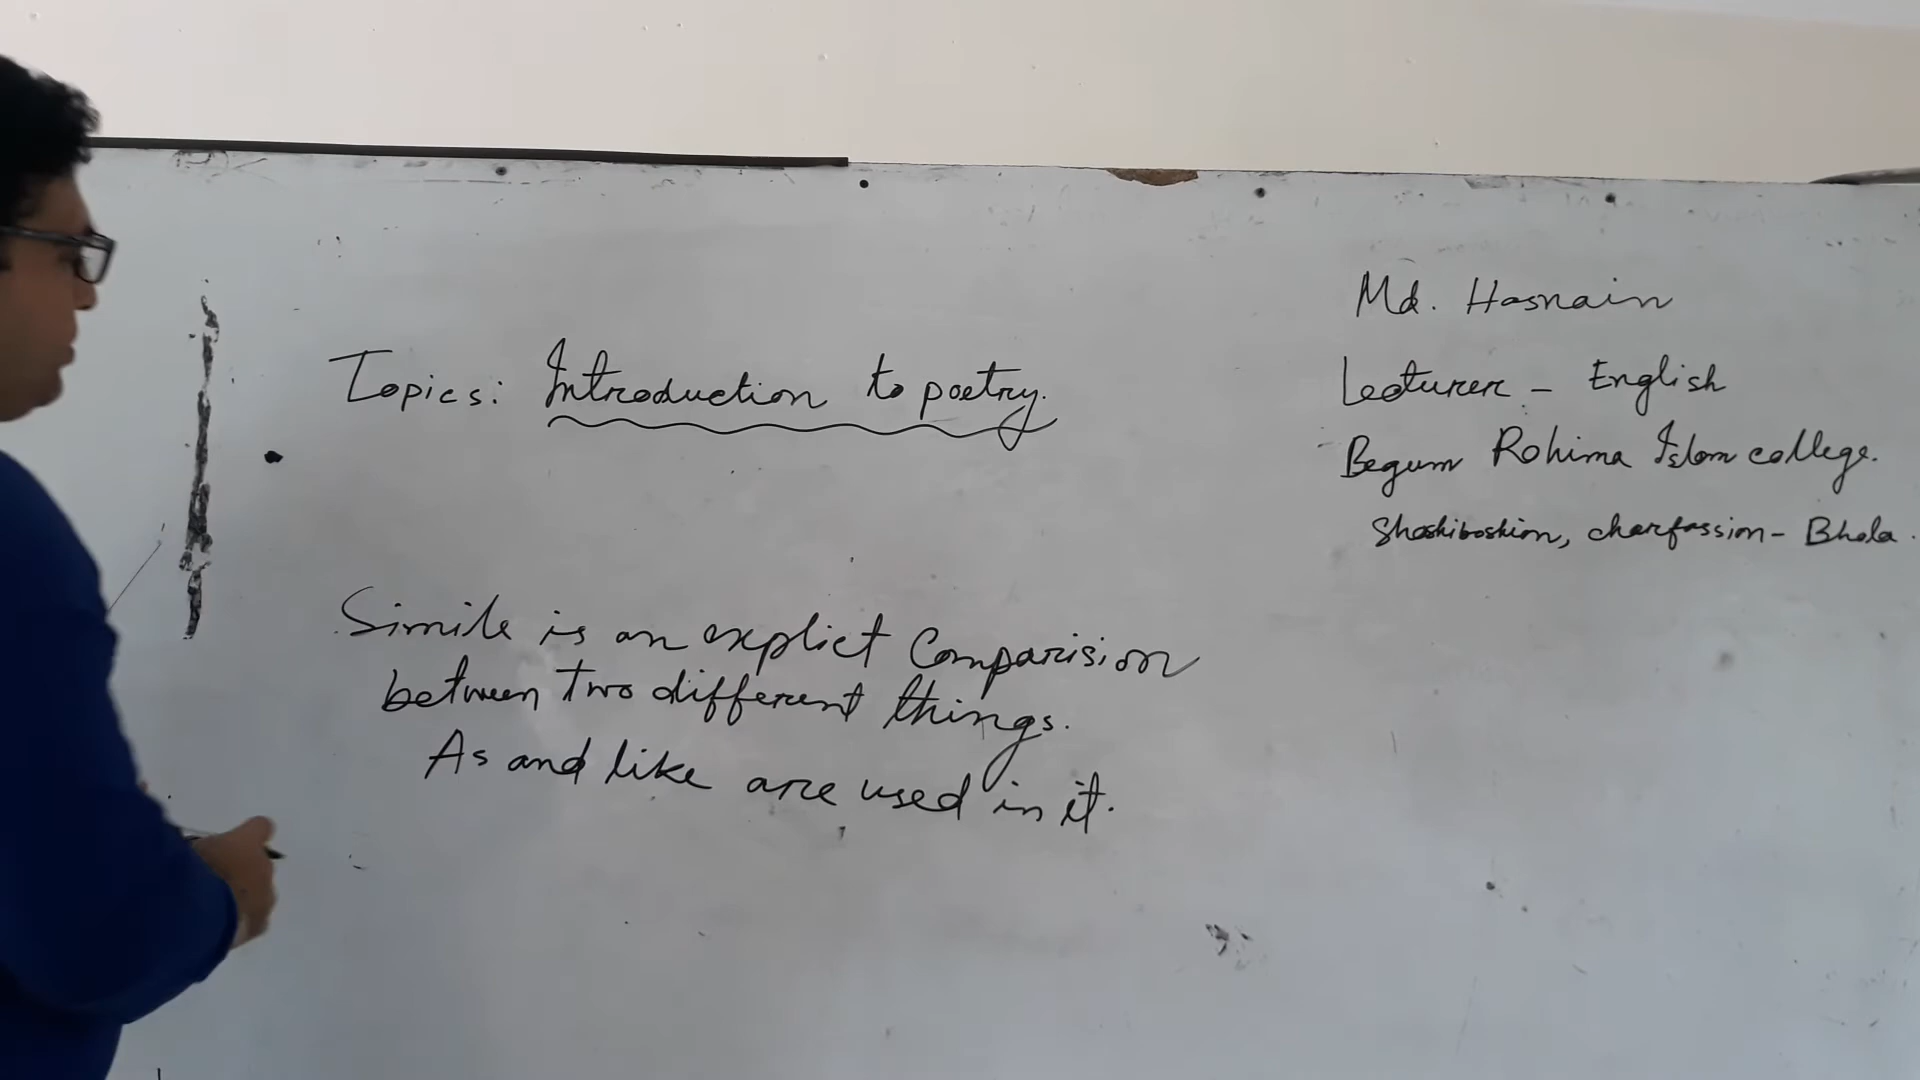 Topics: Introduction to poetry.
Simile is an explict Comparision
between two different things.
As and like are used in it.
Md. Hasnain
Lecturer - English
Begum Rohima Islam college.
Shoshiboshion, charfassion - Bhola.